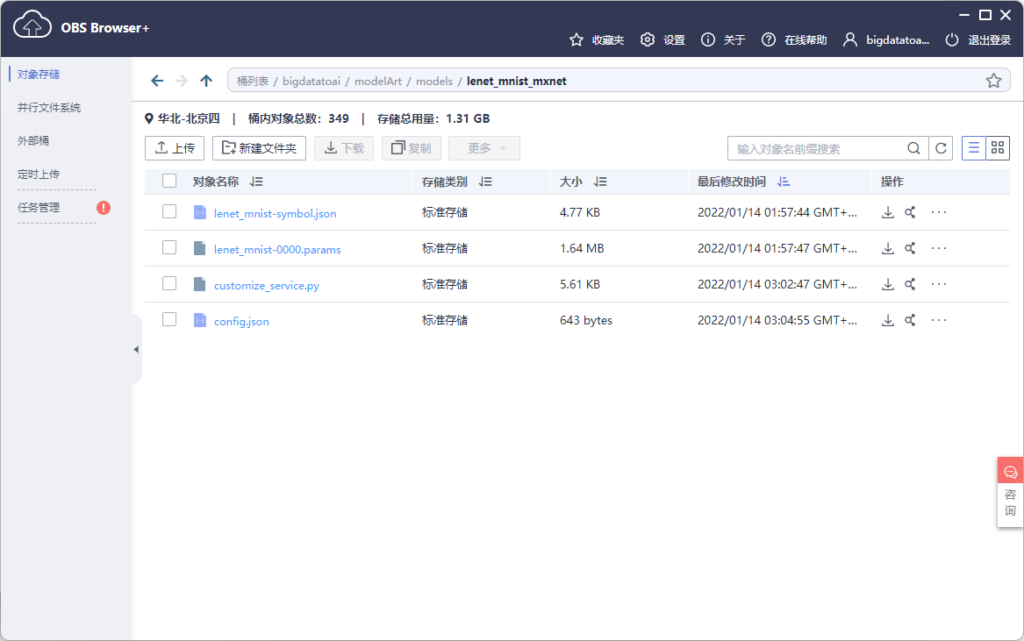 OBS Browser+
收藏夹 设置 关于 在线帮助 bigdatatoa... 退出登录
对象存储
并行文件系统
外部桶
定时上传
任务管理
桶列表 / bigdatatoai / modelArt / models / lenet_mnist_mxnet
华北-北京四 | 桶内对象总数：349 | 存储总用量：1.31 GB
上传 新建文件夹 下载 复制 更多 输入对象名前缀搜索
对象名称 存储类别 大小 最后修改时间 操作
lenet_mnist-symbol.json 标准存储 4.77 KB 2022/01/14 01:57:44 GMT+... ...
lenet_mnist-0000.params 标准存储 1.64 MB 2022/01/14 01:57:47 GMT+... ...
customize_service.py 标准存储 5.61 KB 2022/01/14 03:02:47 GMT+... ...
config.json 标准存储 643 bytes 2022/01/14 03:04:55 GMT+... ...
咨
询